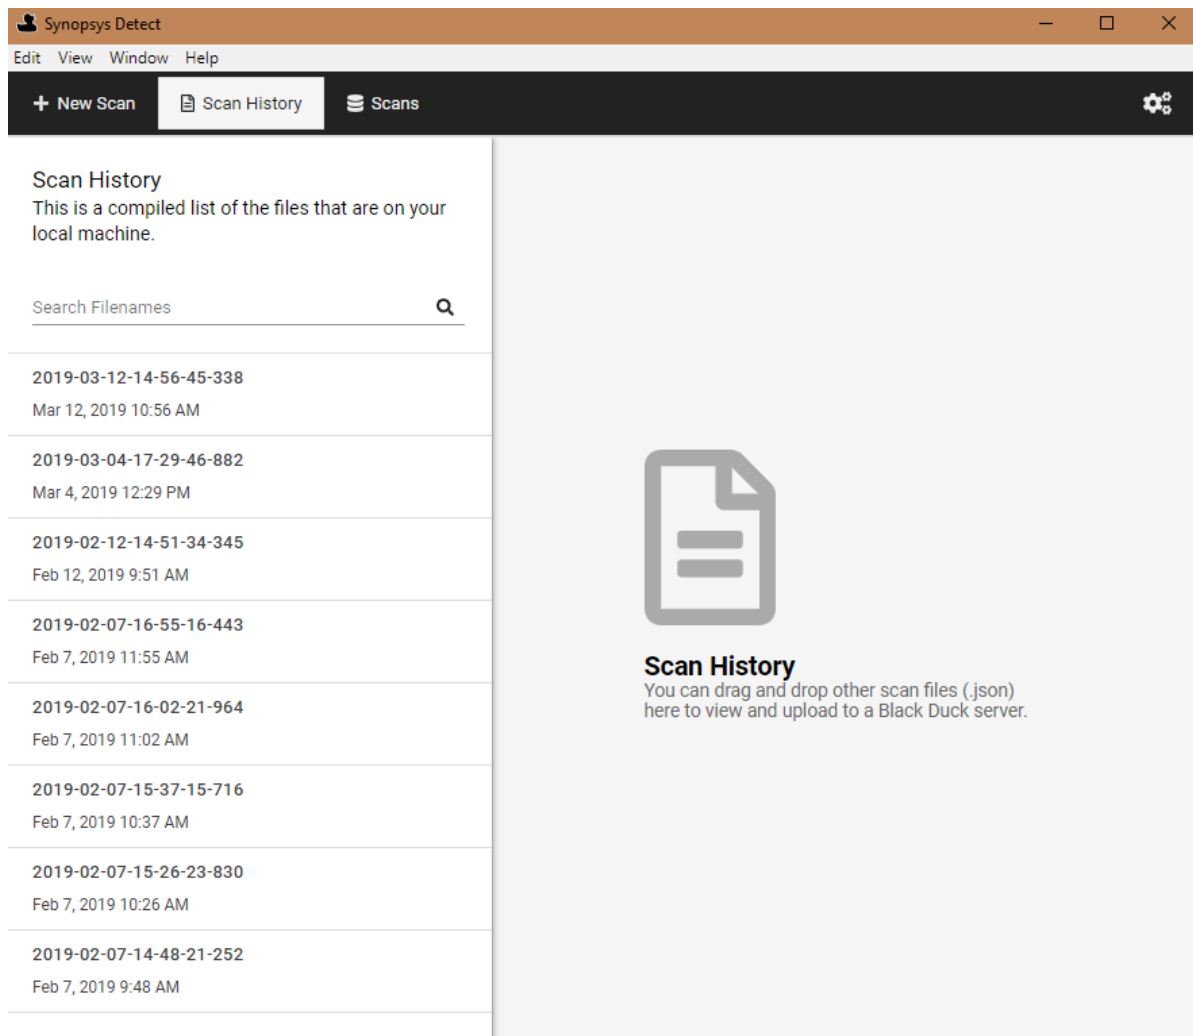 Synopsys Detect
Edit View Window Help
New Scan Scan History Scans
Scan History
This is a compiled list of the files that are on your
local machine.
Search Filenames
2019-03-12-14-56-45-338
Mar 12, 2019 10:56 AM
2019-03-04-17-29-46-882
Mar 4, 2019 12:29 PM
2019-02-12-14-51-34-345
Feb 12, 2019 9:51 AM
2019-02-07-16-55-16-443
Feb 7, 2019 11:55 AM
2019-02-07-16-02-21-964
Feb 7, 2019 11:02 AM
2019-02-07-15-37-15-716
Feb 7, 2019 10:37 AM
2019-02-07-15-26-23-830
Feb 7, 2019 10:26 AM
2019-02-07-14-48-21-252
Feb 7, 2019 9:48 AM
Scan History
You can drag and drop other scan files (.json)
here to view and upload to a Black Duck server.